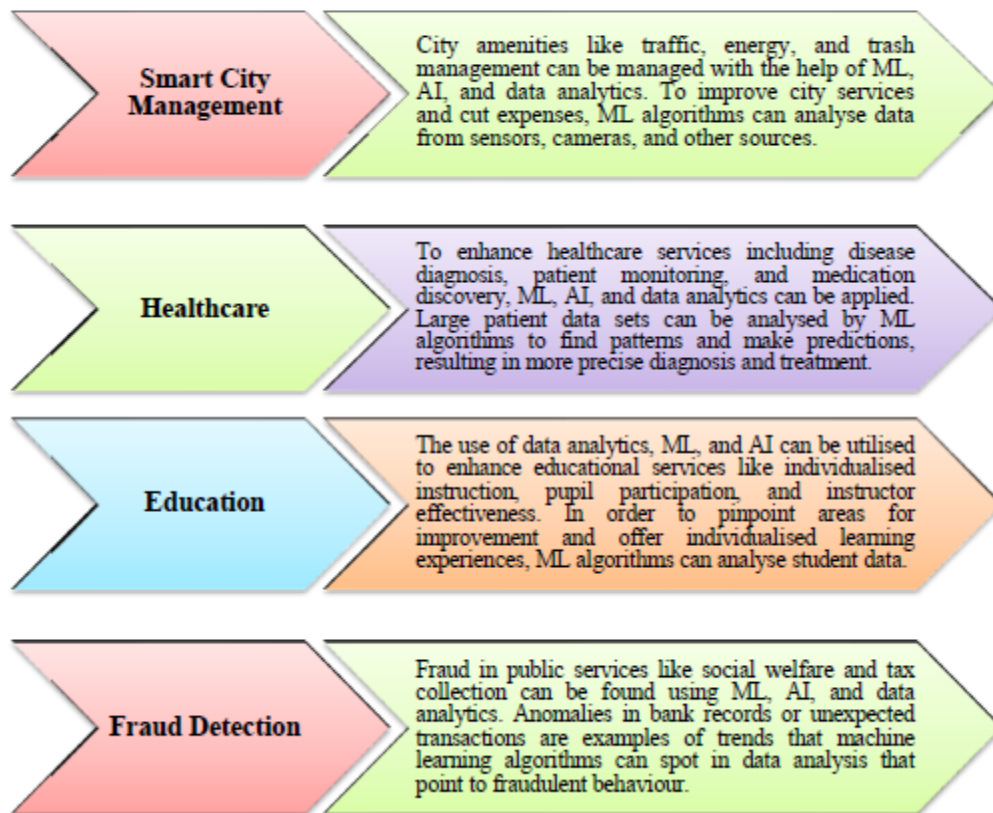 Smart City
Management
City amenities like traffic, energy, and trash
management can be managed with the help of ML,
AI, and data analytics. To improve city services
and cut expenses, ML algorithms can analyse data
from sensors, cameras, and other sources.
Healthcare
To enhance healthcare services including disease
diagnosis, patient monitoring, and medication
discovery, ML, AI, and data analytics can be applied.
Large patient data sets can be analysed by ML
algorithms to find patterns and make predictions,
resulting in more precise diagnosis and treatment.
Education
The use of data analytics, ML, and AI can be utilised
to enhance educational services like individualised
instruction, pupil participation, and instructor
effectiveness. In order to pinpoint areas for
improvement and offer individualised learning
experiences, ML algorithms can analyse student data.
Fraud Detection
Fraud in public services like social welfare and tax
collection can be found using ML, AI, and data
analytics. Anomalies in bank records or unexpected
transactions are examples of trends that machine
learning algorithms can spot in data analysis that
point to fraudulent behaviour.